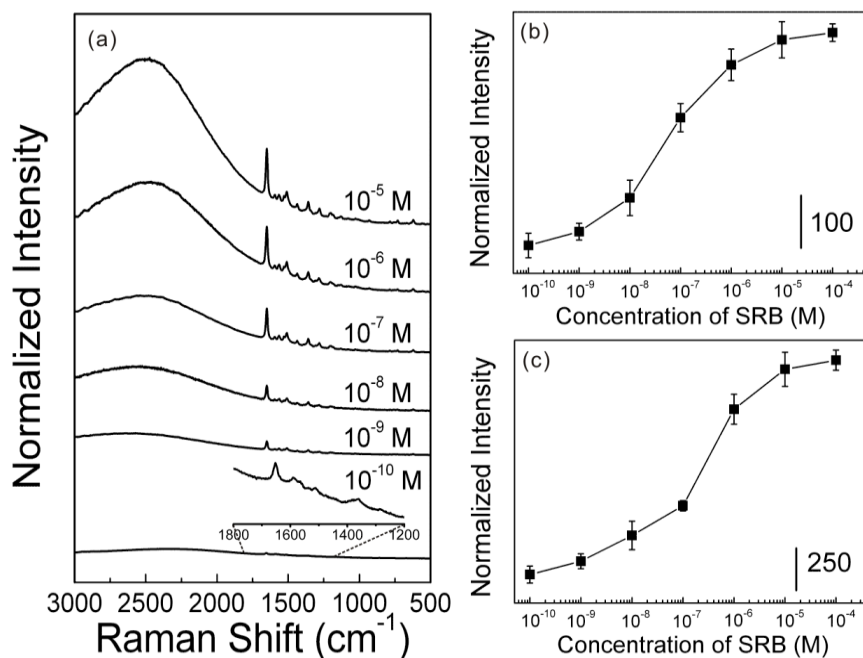 (a)
Normalized Intensity
10⁻⁵ M
10⁻⁶ M
10⁻⁷ M
10⁻⁸ M
10⁻⁹ M
10⁻¹⁰ M
1800 1600 1400 1200
3000 2500 2000 1500 1000 500
Raman Shift (cm⁻¹)
(b)
Normalized Intensity
100
10⁻¹⁰ 10⁻⁹ 10⁻⁸ 10⁻⁷ 10⁻⁶ 10⁻⁵ 10⁻⁴
Concentration of SRB (M)
(c)
Normalized Intensity
250
10⁻¹⁰ 10⁻⁹ 10⁻⁸ 10⁻⁷ 10⁻⁶ 10⁻⁵ 10⁻⁴
Concentration of SRB (M)